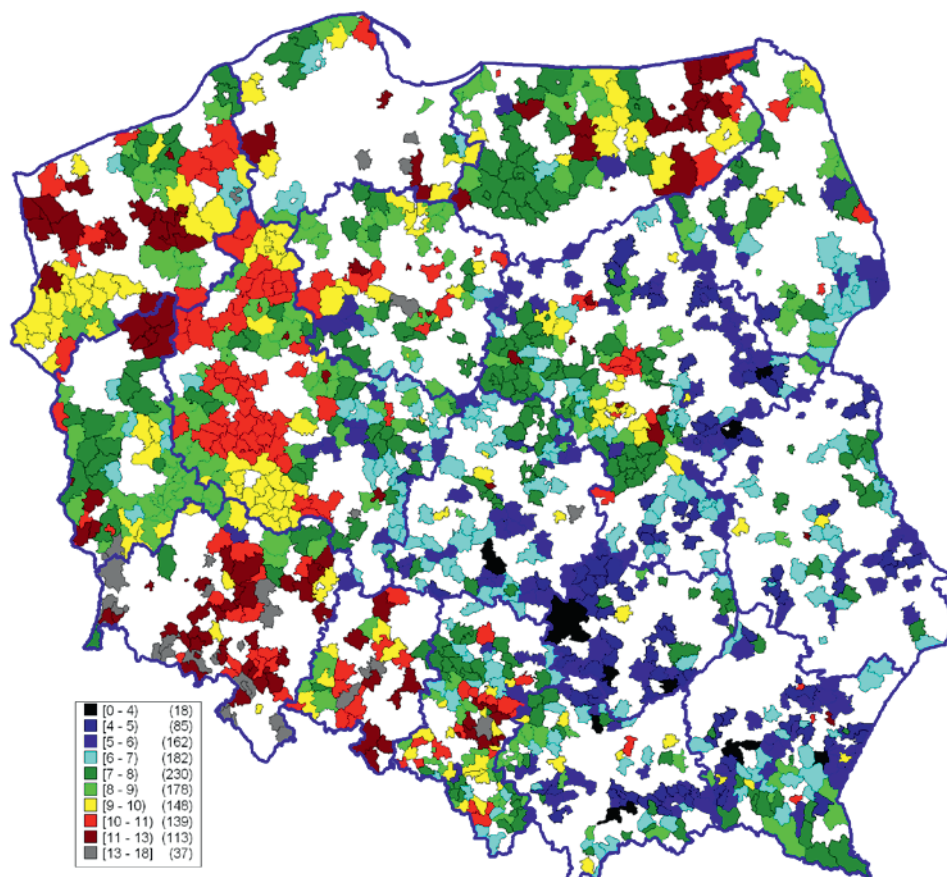 [0 - 4) (18)
[4 - 5) (85)
[5 - 6) (162)
[6 - 7) (182)
[7 - 8) (230)
[8 - 9) (178)
[9 - 10) (148)
[10 - 11) (139)
[11 - 13) (113)
[13 - 18] (37)